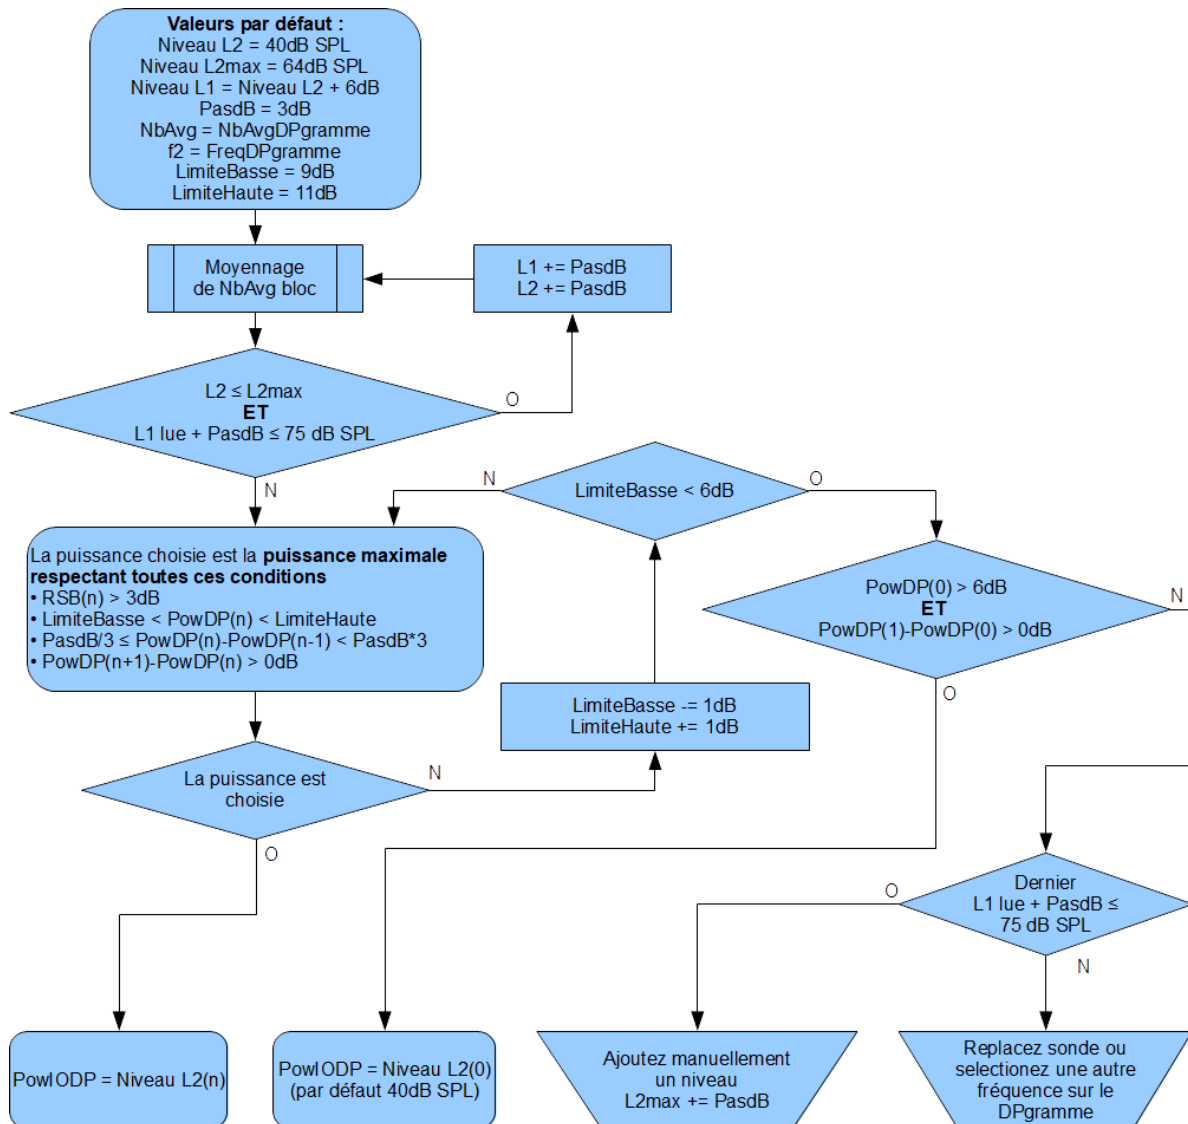 Valeurs par défaut :
Niveau L2 = 40dB SPL
Niveau L2max = 64dB SPL
Niveau L1 = Niveau L2 + 6dB
PasdB = 3dB
NbAvg = NbAvgDPgramme
f2 = FreqDPgramme
LimiteBasse = 9dB
LimiteHaute = 11dB
Moyennage
de NbAvg bloc
L1 += PasdB
L2 += PasdB
L2 ≤ L2max
ET
L1 lue + PasdB ≤ 75 dB SPL
O
N
N
LimiteBasse < 6dB
O
La puissance choisie est la puissance maximale
respectant toutes ces conditions
• RSB(n) > 3dB
• LimiteBasse < PowDP(n) < LimiteHaute
• PasdB/3 ≤ PowDP(n)-PowDP(n-1) < PasdB*3
• PowDP(n+1)-PowDP(n) > 0dB
PowDP(0) > 6dB
ET
PowDP(1)-PowDP(0) > 0dB
N
O
LimiteBasse -= 1dB
LimiteHaute += 1dB
La puissance est
choisie
N
O
Dernier
L1 lue + PasdB ≤
75 dB SPL
O
N
PowIODP = Niveau L2(n)
PowIODP = Niveau L2(0)
(par défaut 40dB SPL)
Ajoutez manuellement
un niveau
L2max += PasdB
Replacez sonde ou
selectionez une autre
fréquence sur le
DPgramme